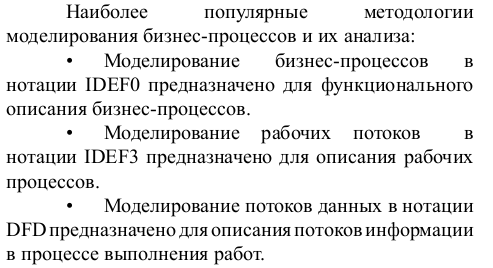 Наиболее популярные методологии
моделирования бизнес-процессов и их анализа:
• Моделирование бизнес-процессов в
нотации IDEF0 предназначено для функционального
описания бизнес-процессов.
• Моделирование рабочих потоков в
нотации IDEF3 предназначено для описания рабочих
процессов.
• Моделирование потоков данных в нотации
DFD предназначено для описания потоков информации
в процессе выполнения работ.